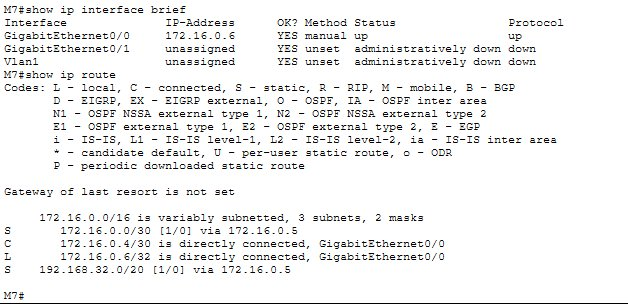 M7#show ip interface brief
Interface IP-Address OK? Method Status Protocol
GigabitEthernet0/0 172.16.0.6 YES manual up up
GigabitEthernet0/1 unassigned YES unset administratively down down
Vlan1 unassigned YES unset administratively down down
M7#show ip route
Codes: L - local, C - connected, S - static, R - RIP, M - mobile, B - BGP
D - EIGRP, EX - EIGRP external, O - OSPF, IA - OSPF inter area
N1 - OSPF NSSA external type 1, N2 - OSPF NSSA external type 2
E1 - OSPF external type 1, E2 - OSPF external type 2, E - EGP
i - IS-IS, L1 - IS-IS level-1, L2 - IS-IS level-2, ia - IS-IS inter area
* - candidate default, U - per-user static route, o - ODR
P - periodic downloaded static route
Gateway of last resort is not set
172.16.0.0/16 is variably subnetted, 3 subnets, 2 masks
S 172.16.0.0/30 [1/0] via 172.16.0.5
C 172.16.0.4/30 is directly connected, GigabitEthernet0/0
L 172.16.0.6/32 is directly connected, GigabitEthernet0/0
S 192.168.32.0/20 [1/0] via 172.16.0.5
M7#